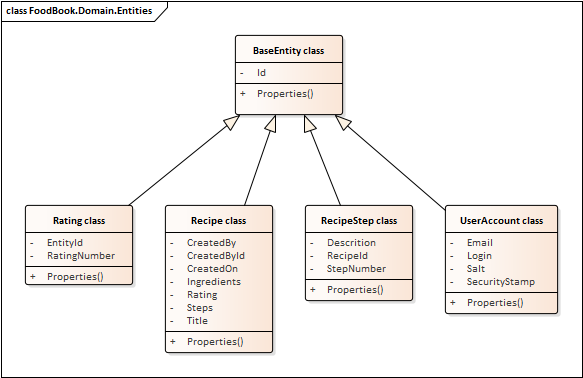 class FoodBook.Domain.Entities
BaseEntity class
- Id
+ Properties()
Rating class
- EntityId
- RatingNumber
+ Properties()
Recipe class
- CreatedBy
- CreatedById
- CreatedOn
- Ingredients
- Rating
- Steps
- Title
+ Properties()
RecipeStep class
- Descrition
- RecipeId
- StepNumber
+ Properties()
UserAccount class
- Email
- Login
- Salt
- SecurityStamp
+ Properties()